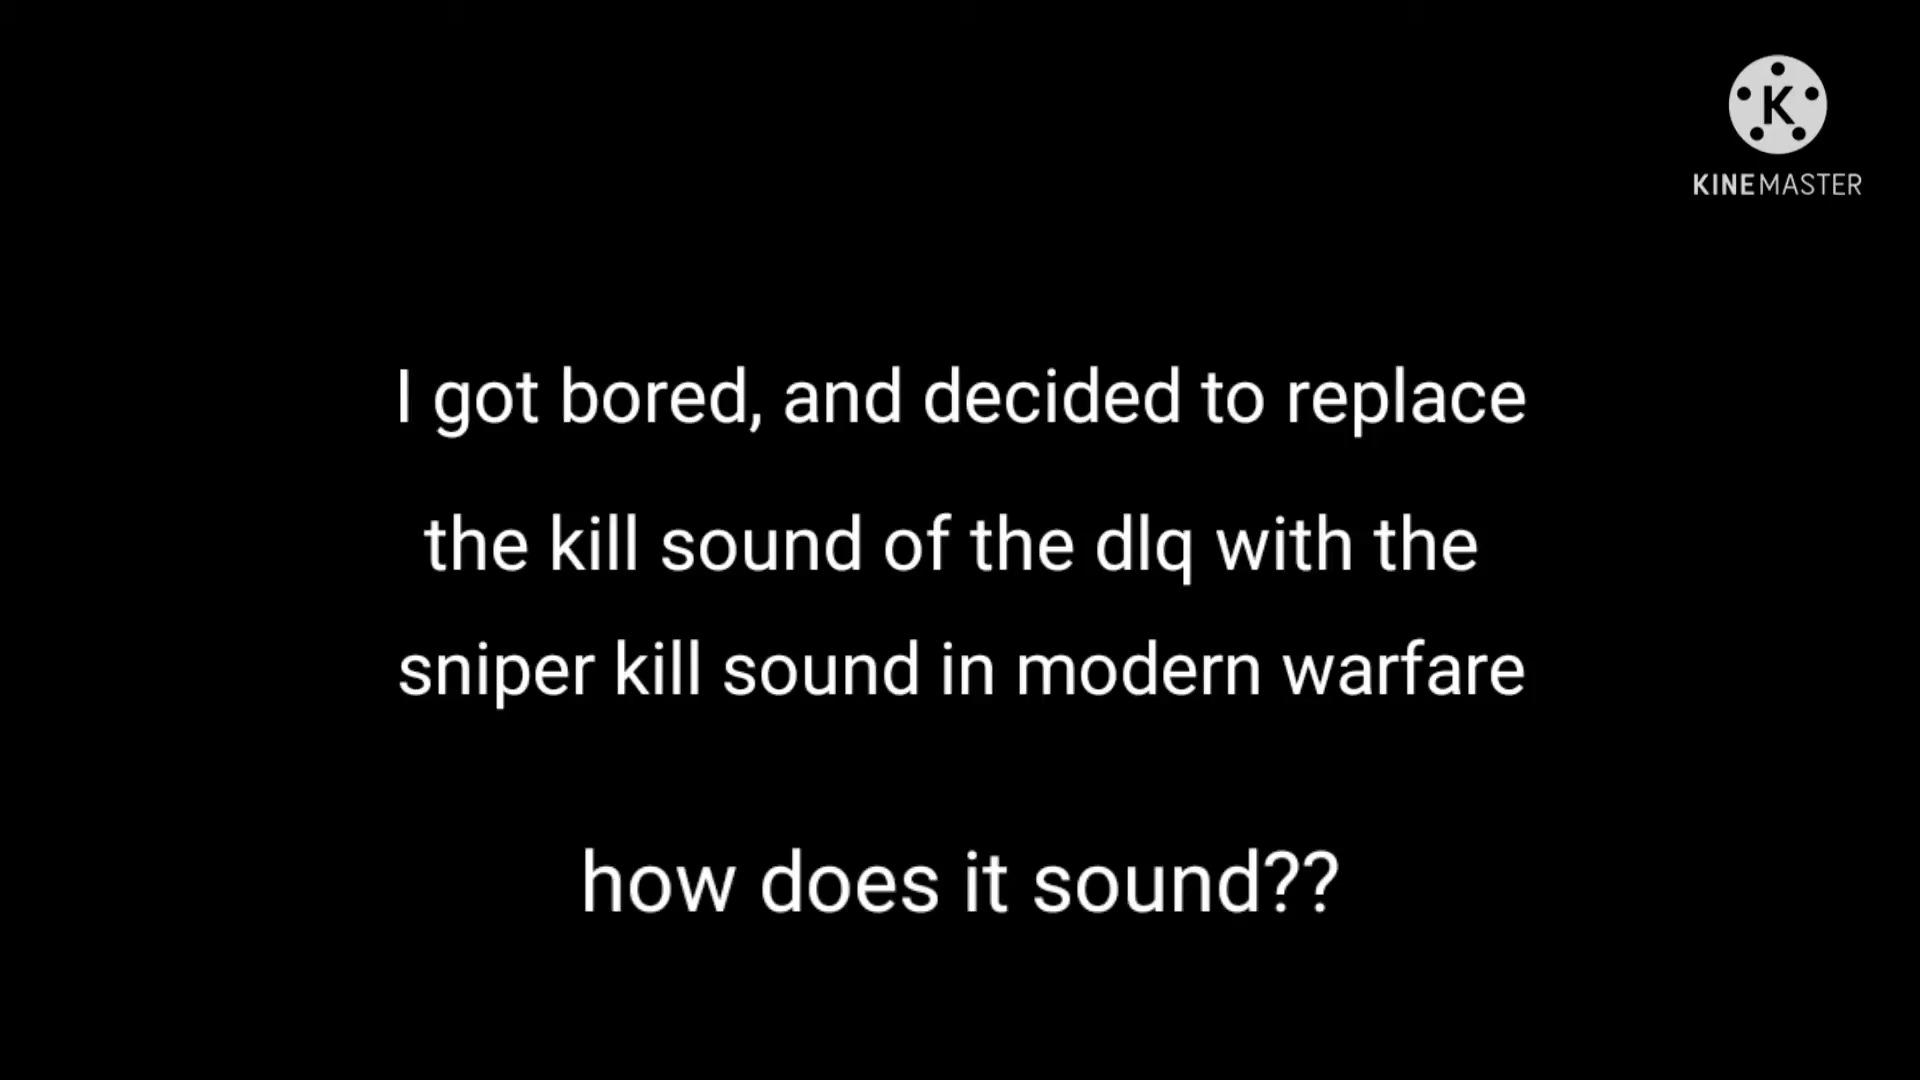 K
KINEMASTER
I got bored, and decided to replace
the kill sound of the dlq with the
sniper kill sound in modern warfare
how does it sound??